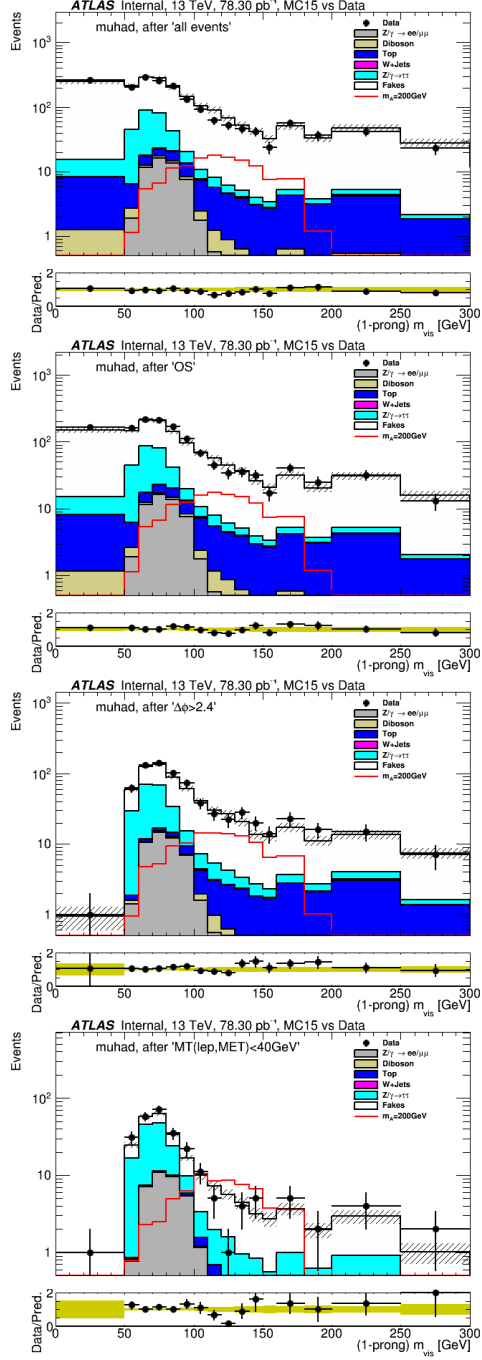 ATLAS Internal, 13 TeV, 78.30 pb⁻¹, MC15 vs Data
Events
muhad, after 'all events'
Data
Z/γ → ee/μμ
Diboson
Top
W+Jets
Z/γ→ττ
Fakes
m_A=200GeV
10³
10²
10
1
Data/Pred.
2
1
0
0 50 100 150 200 250 300
(1-prong) m_vis [GeV]
ATLAS Internal, 13 TeV, 78.30 pb⁻¹, MC15 vs Data
Events
muhad, after 'OS'
Data
Z/γ → ee/μμ
Diboson
Top
W+Jets
Z/γ→ττ
Fakes
m_A=200GeV
10³
10²
10
1
Data/Pred.
2
1
0
0 50 100 150 200 250 300
(1-prong) m_vis [GeV]
ATLAS Internal, 13 TeV, 78.30 pb⁻¹, MC15 vs Data
Events
muhad, after 'Δϕ>2.4'
Data
Z/γ → ee/μμ
Diboson
Top
W+Jets
Z/γ→ττ
Fakes
m_A=200GeV
10³
10²
10
1
Data/Pred.
2
1
0
0 50 100 150 200 250 300
(1-prong) m_vis [GeV]
ATLAS Internal, 13 TeV, 78.30 pb⁻¹, MC15 vs Data
Events
muhad, after 'MT(lep,MET)<40GeV'
Data
Z/γ → ee/μμ
Diboson
Top
W+Jets
Z/γ→ττ
Fakes
m_A=200GeV
10²
10
1
Data/Pred.
2
1
0
0 50 100 150 200 250 300
(1-prong) m_vis [GeV]